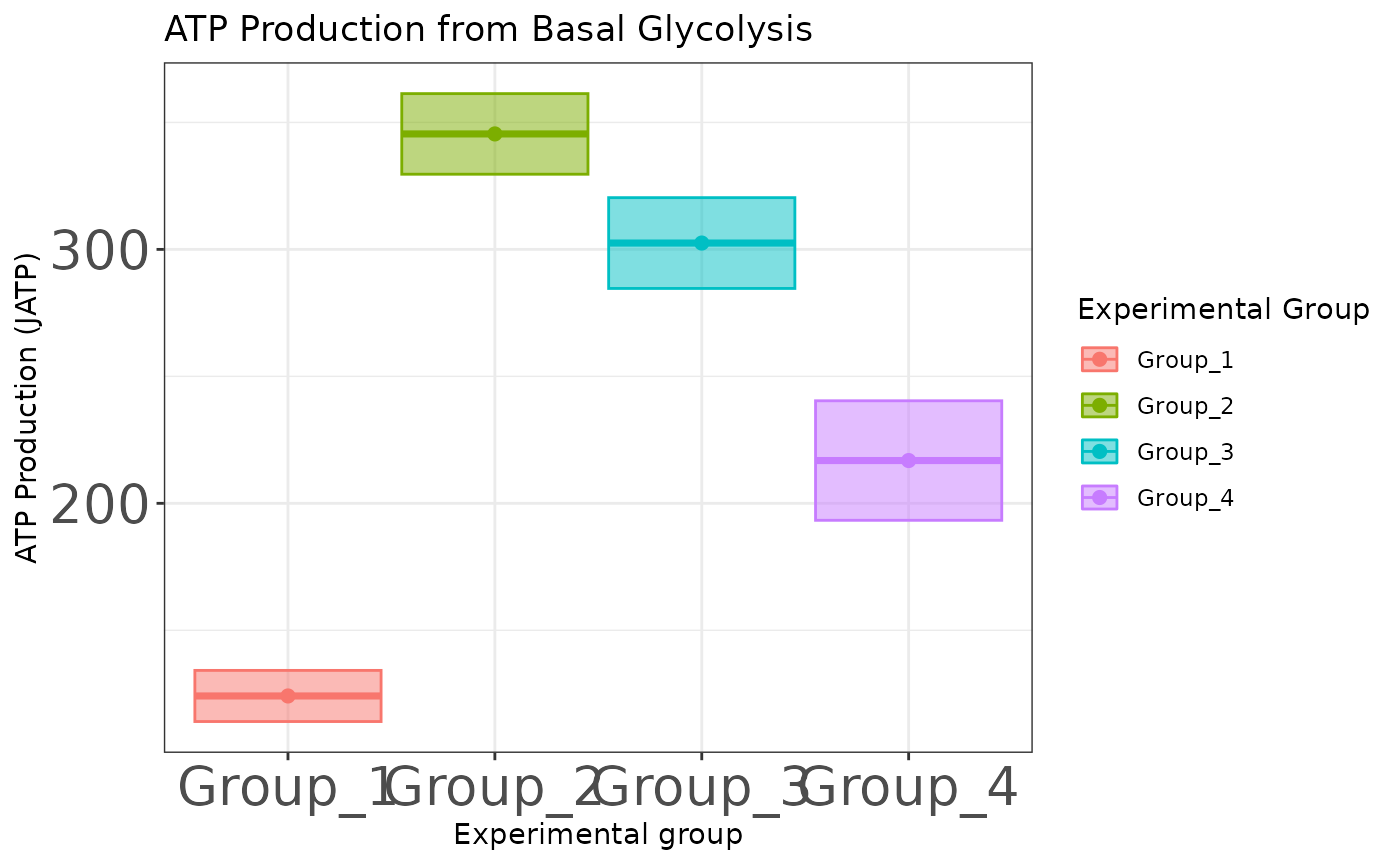 ATP Production from Basal Glycolysis
ATP Production (JATP)
300
200
Group_1
Group_2
Group_3
Group_4
Experimental group
Experimental Group
Group_1
Group_2
Group_3
Group_4